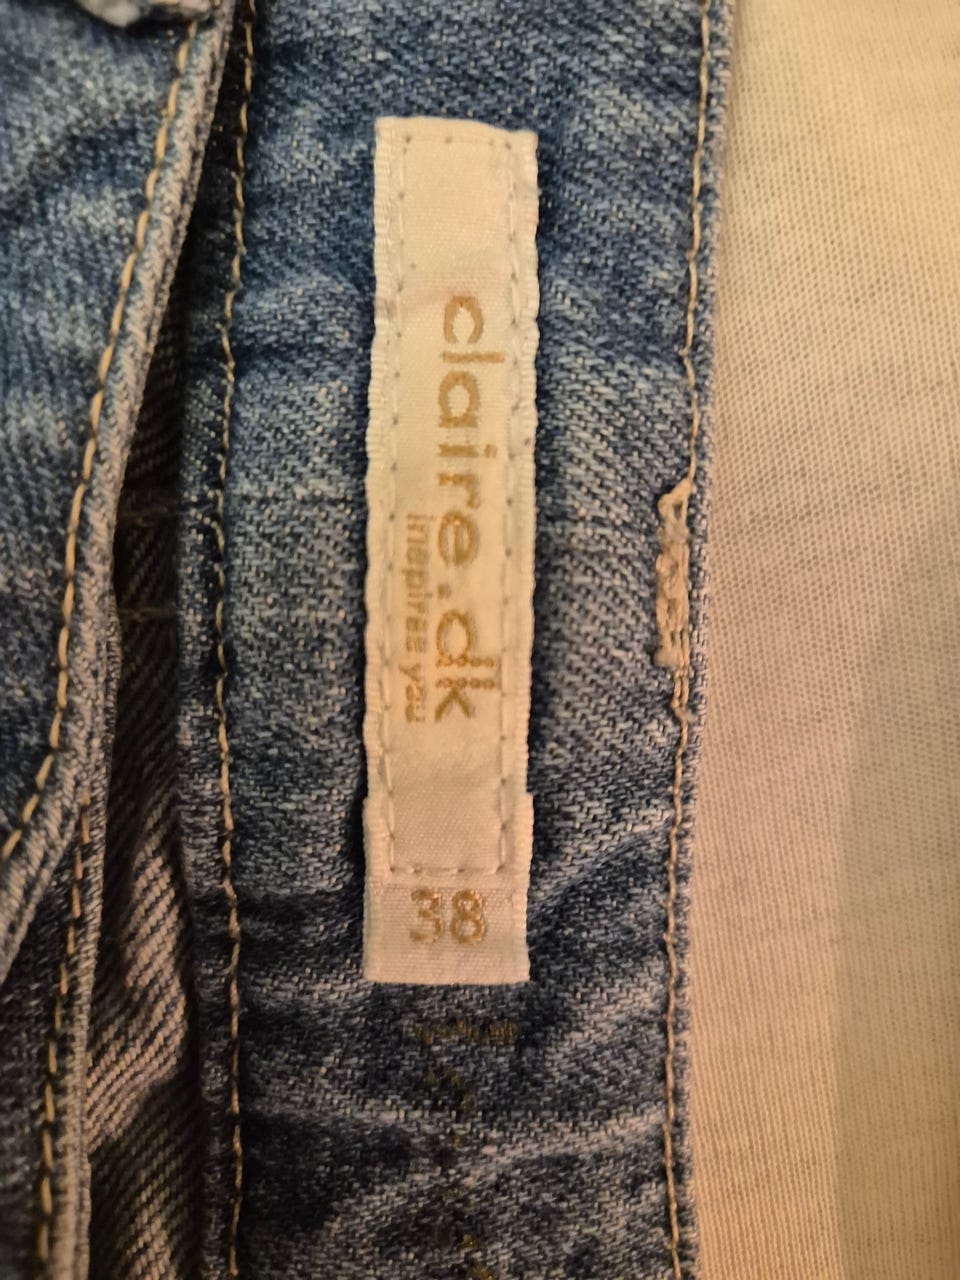 claire.dk
inspires you
38